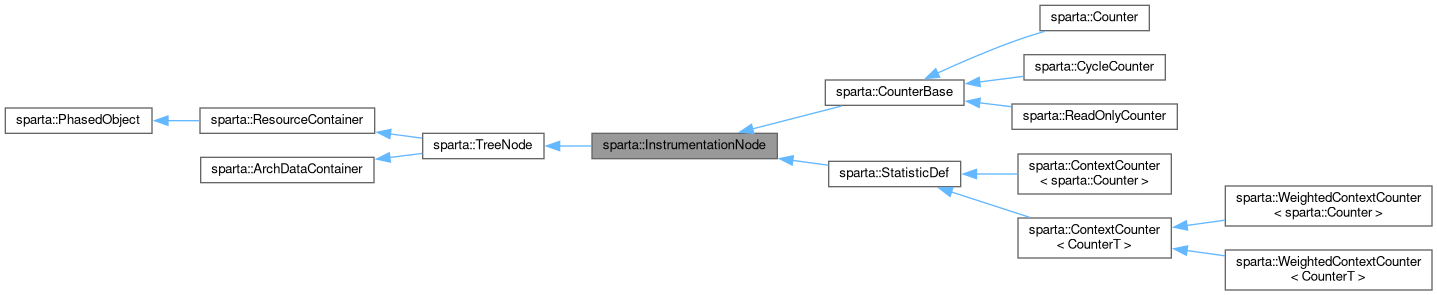 sparta::PhasedObject
sparta::ResourceContainer
sparta::ArchDataContainer
sparta::TreeNode
sparta::InstrumentationNode
sparta::CounterBase
sparta::StatisticDef
sparta::Counter
sparta::CycleCounter
sparta::ReadOnlyCounter
sparta::ContextCounter
< sparta::Counter >
sparta::ContextCounter
< CounterT >
sparta::WeightedContextCounter
< sparta::Counter >
sparta::WeightedContextCounter
< CounterT >